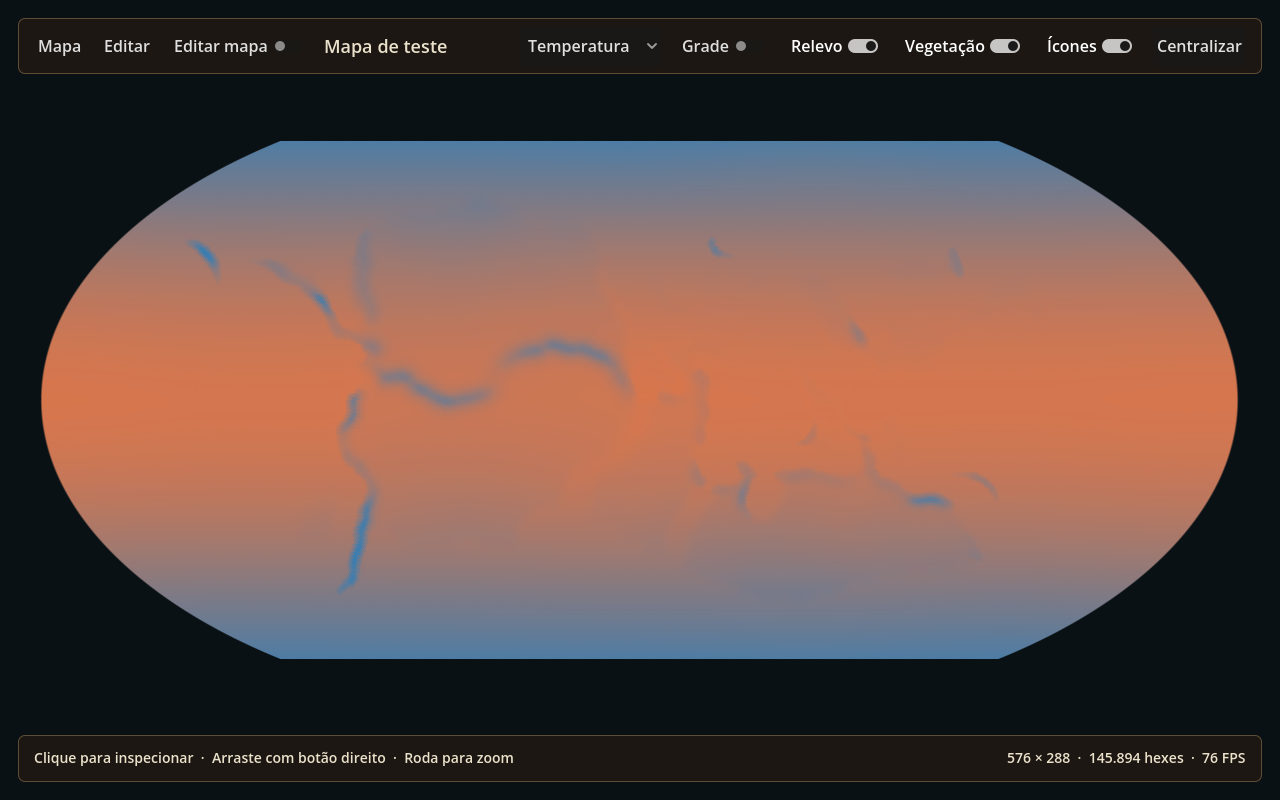 Mapa Editar Editar mapa Mapa de teste Temperatura Grade Relevo Vegetação Ícones Centralizar
Clique para inspecionar · Arraste com botão direito · Roda para zoom 576 × 288 · 145.894 hexes · 76 FPS